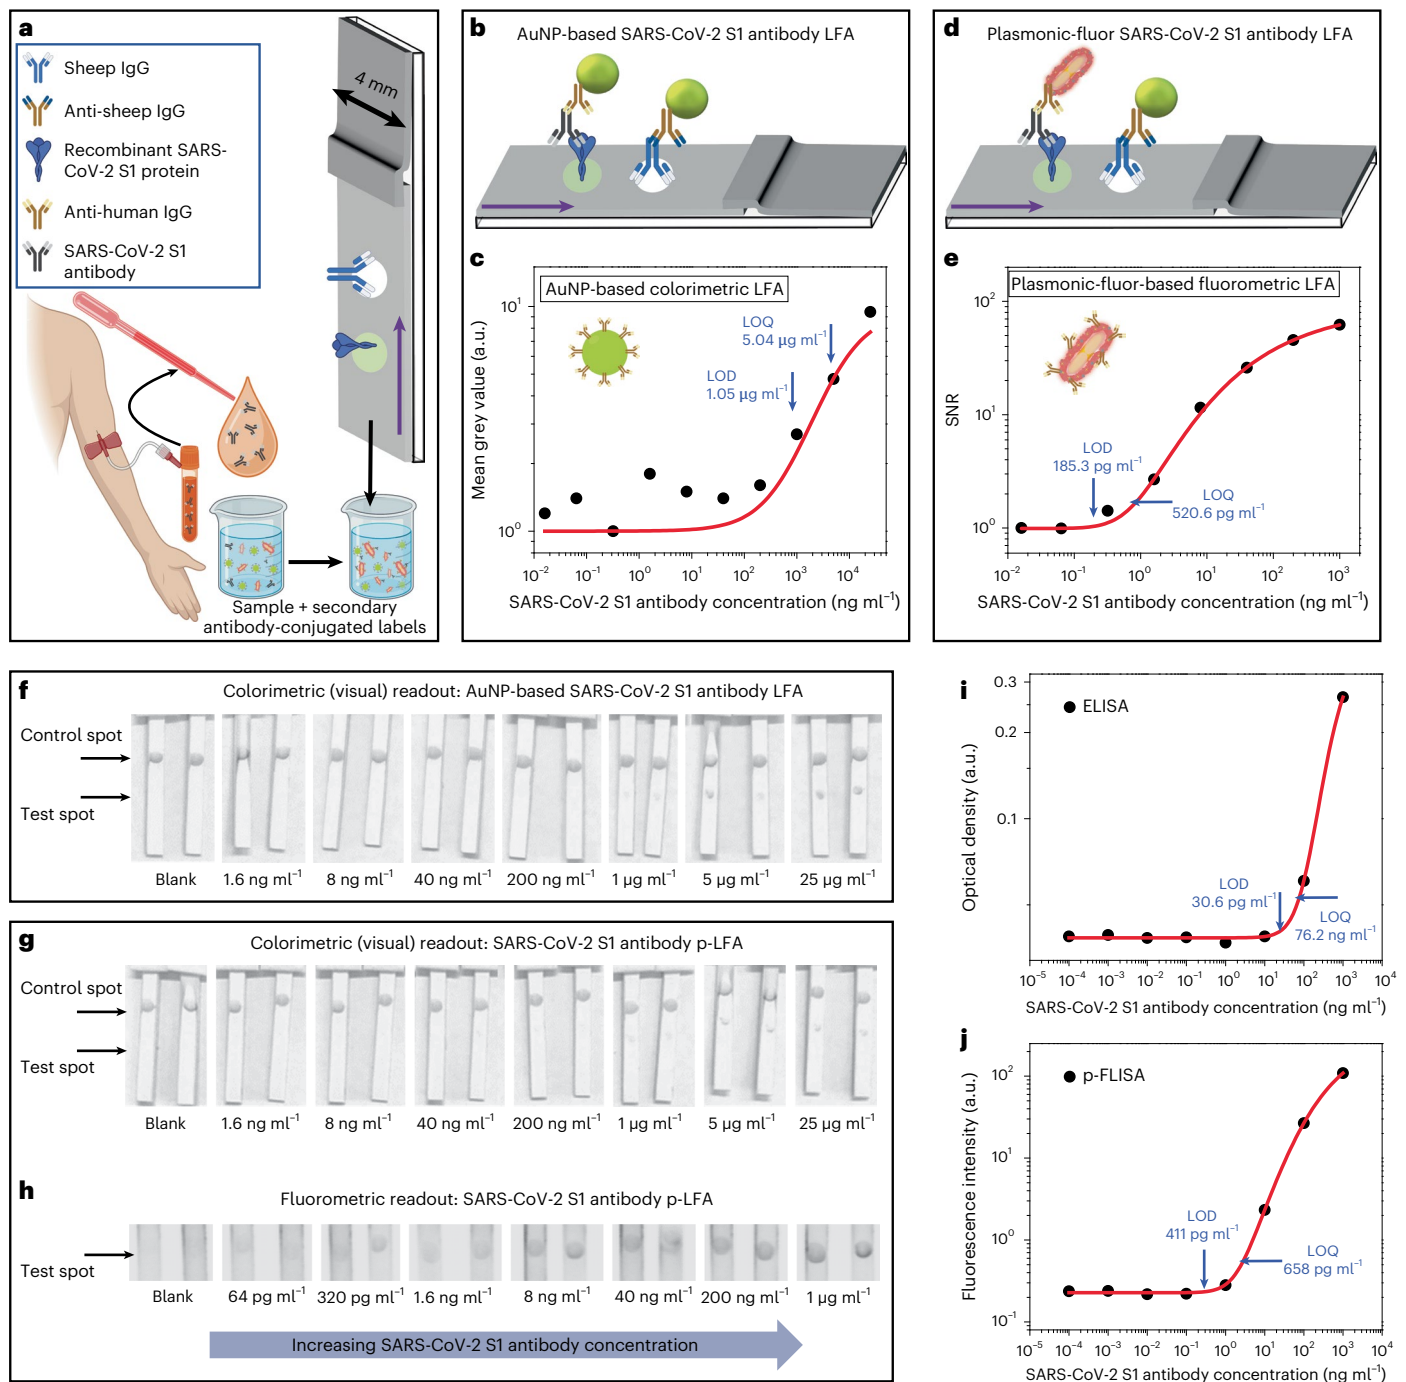 a
Sheep IgG
Anti-sheep IgG
Recombinant SARS-
CoV-2 S1 protein
Anti-human IgG
SARS-CoV-2 S1
antibody
4 mm
Sample + secondary
antibody-conjugated labels
b
AuNP-based SARS-CoV-2 S1 antibody LFA
c
AuNP-based colorimetric LFA
LOQ
5.04 µg ml⁻¹
LOD
1.05 µg ml⁻¹
Mean grey value (a.u.)
10¹
10⁰
10⁻² 10⁻¹ 10⁰ 10¹ 10² 10³ 10⁴
SARS-CoV-2 S1 antibody concentration (ng ml⁻¹)
d
Plasmonic-fluor SARS-CoV-2 S1 antibody LFA
e
Plasmonic-fluor-based fluorometric LFA
LOD
185.3 pg ml⁻¹
LOQ
520.6 pg ml⁻¹
SNR
10²
10¹
10⁰
10⁻² 10⁻¹ 10⁰ 10¹ 10² 10³
SARS-CoV-2 S1 antibody concentration (ng ml⁻¹)
f
Colorimetric (visual) readout: AuNP-based SARS-CoV-2 S1 antibody LFA
Control spot
Test spot
Blank 1.6 ng ml⁻¹ 8 ng ml⁻¹ 40 ng ml⁻¹ 200 ng ml⁻¹ 1 µg ml⁻¹ 5 µg ml⁻¹ 25 µg ml⁻¹
g
Colorimetric (visual) readout: SARS-CoV-2 S1 antibody p-LFA
Control spot
Test spot
Blank 1.6 ng ml⁻¹ 8 ng ml⁻¹ 40 ng ml⁻¹ 200 ng ml⁻¹ 1 µg ml⁻¹ 5 µg ml⁻¹ 25 µg ml⁻¹
h
Fluorometric readout: SARS-CoV-2 S1 antibody p-LFA
Test spot
Blank 64 pg ml⁻¹ 320 pg ml⁻¹ 1.6 ng ml⁻¹ 8 ng ml⁻¹ 40 ng ml⁻¹ 200 ng ml⁻¹ 1 µg ml⁻¹
Increasing SARS-CoV-2 S1 antibody concentration
i
ELISA
LOD
30.6 pg ml⁻¹
LOQ
76.2 ng ml⁻¹
Optical density (a.u.)
0.3
0.2
0.1
10⁻⁵ 10⁻⁴ 10⁻³ 10⁻² 10⁻¹ 10⁰ 10¹ 10² 10³ 10⁴
SARS-CoV-2 S1 antibody concentration (ng ml⁻¹)
j
p-FLISA
LOD
411 pg ml⁻¹
LOQ
658 pg ml⁻¹
Fluorescence intensity (a.u.)
10²
10¹
10⁰
10⁻¹
10⁻⁵ 10⁻⁴ 10⁻³ 10⁻² 10⁻¹ 10⁰ 10¹ 10² 10³ 10⁴
SARS-CoV-2 S1 antibody concentration (ng ml⁻¹)